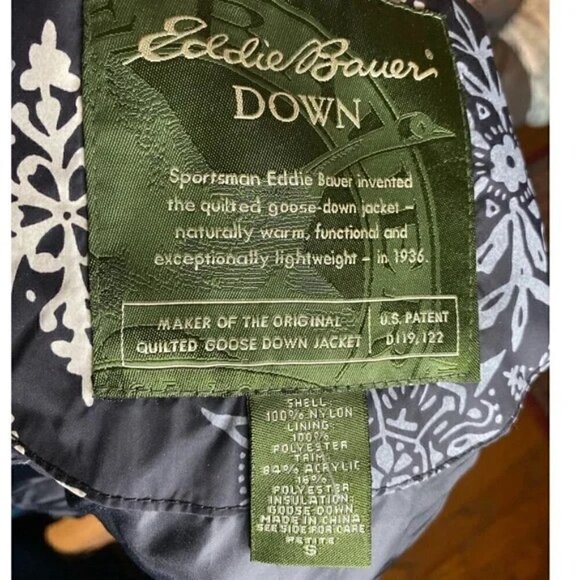 Eddie Bauer
DOWN
Sportsman Eddie Bauer invented
the quilted goose-down jacket –
naturally warm, functional and
exceptionally lightweight – in 1936.
MAKER OF THE ORIGINAL
QUILTED GOOSE DOWN JACKET
U.S. PATENT
D119,122
SHELL
100% NYLON
LINING
100%
POLYESTER
TRIM:
84% ACRYLIC
16%
POLYESTER
INSULATION:
GOOSE-DOWN
MADE IN CHINA
SEE SIDE FOR CARE
PETITE
S